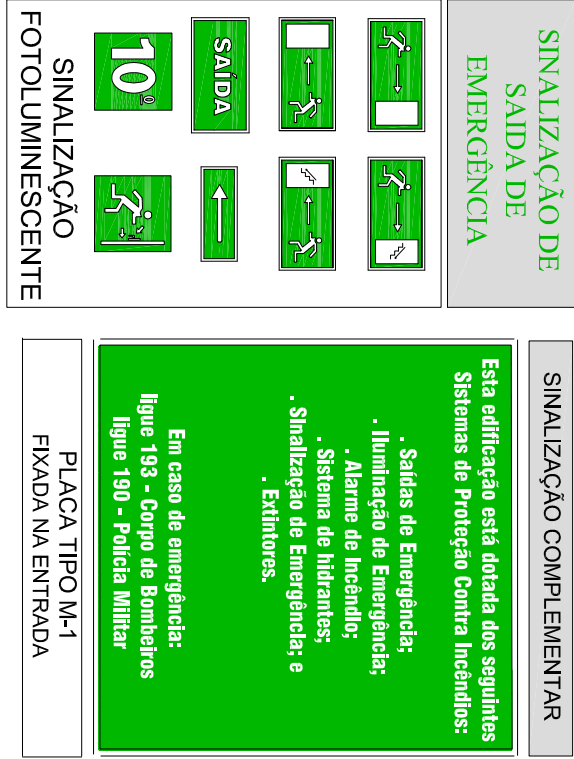 SINALIZAÇÃO DE
SAIDA DE
EMERGÊNCIA
SAÍDA
10º
SINALIZAÇÃO
FOTOLUMINESCENTE
SINALIZAÇÃO COMPLEMENTAR
Esta edificação está dotada dos seguintes
Sistemas de Proteção Contra Incêndios:
. Saídas de Emergência;
. Iluminação de Emergência;
. Alarme de Incêndio;
. Sistema de hidrantes;
. Sinalização de Emergência; e
. Extintores.
Em caso de emergência:
ligue 193 - Corpo de Bombeiros
ligue 190 - Polícia Militar
PLACA TIPO M-1
FIXADA NA ENTRADA